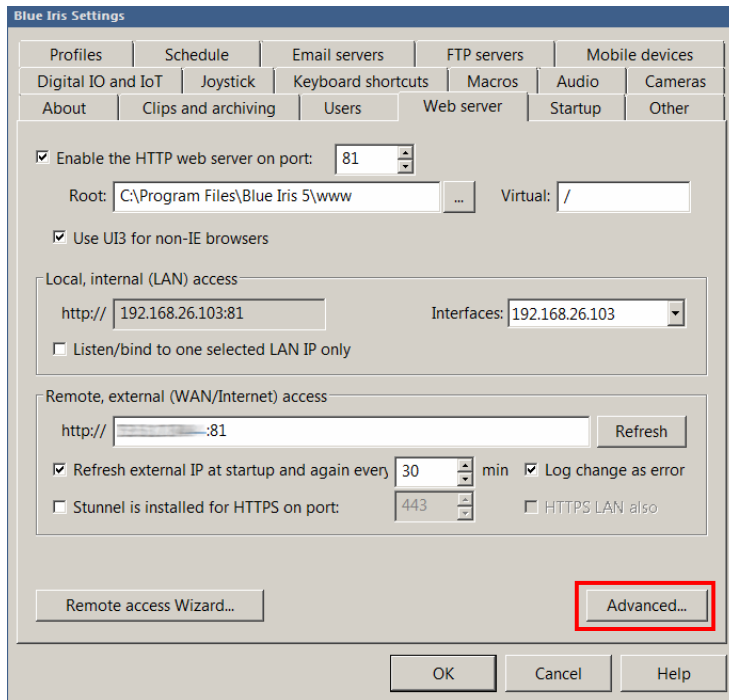 Blue Iris Settings
Profiles Schedule Email servers FTP servers Mobile devices
Digital IO and IoT Joystick Keyboard shortcuts Macros Audio Cameras
About Clips and archiving Users Web server Startup Other
Enable the HTTP web server on port: 81
Root: C:\Program Files\Blue Iris 5\www ... Virtual: /
Use UI3 for non-IE browsers
Local, internal (LAN) access
http:// 192.168.26.103:81 Interfaces: 192.168.26.103
Listen/bind to one selected LAN IP only
Remote, external (WAN/Internet) access
http:// :81 Refresh
Refresh external IP at startup and again every 30 min Log change as error
Stunnel is installed for HTTPS on port: 443 HTTPS LAN also
Remote access Wizard... Advanced...
OK Cancel Help